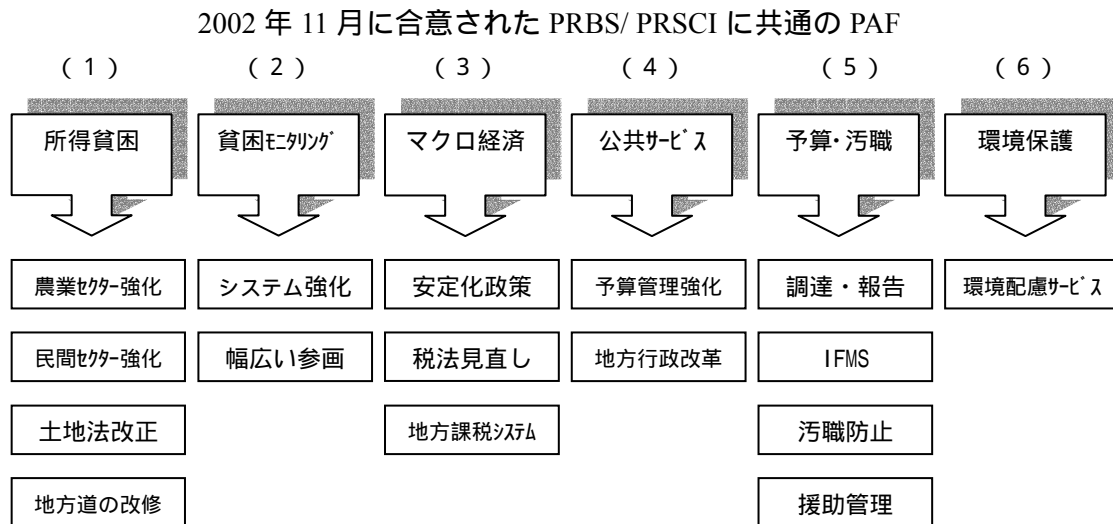 2002 年 11 月に合意された PRBS/ PRSCI に共通の PAF
(1) (2) (3) (4) (5) (6)
所得貧困 貧困ﾓﾆﾀﾘﾝｸﾞ マクロ経済 公共ｻｰﾋﾞｽ 予算・汚職 環境保護
農業ｾｸﾀｰ強化 システム強化 安定化政策 予算管理強化 調達・報告 環境配慮ｻｰﾋﾞｽ
民間ｾｸﾀｰ強化 幅広い参画 税法見直し 地方行政改革 IFMS
土地法改正 地方課税ｼｽﾃﾑ 汚職防止
地方道の改修 援助管理